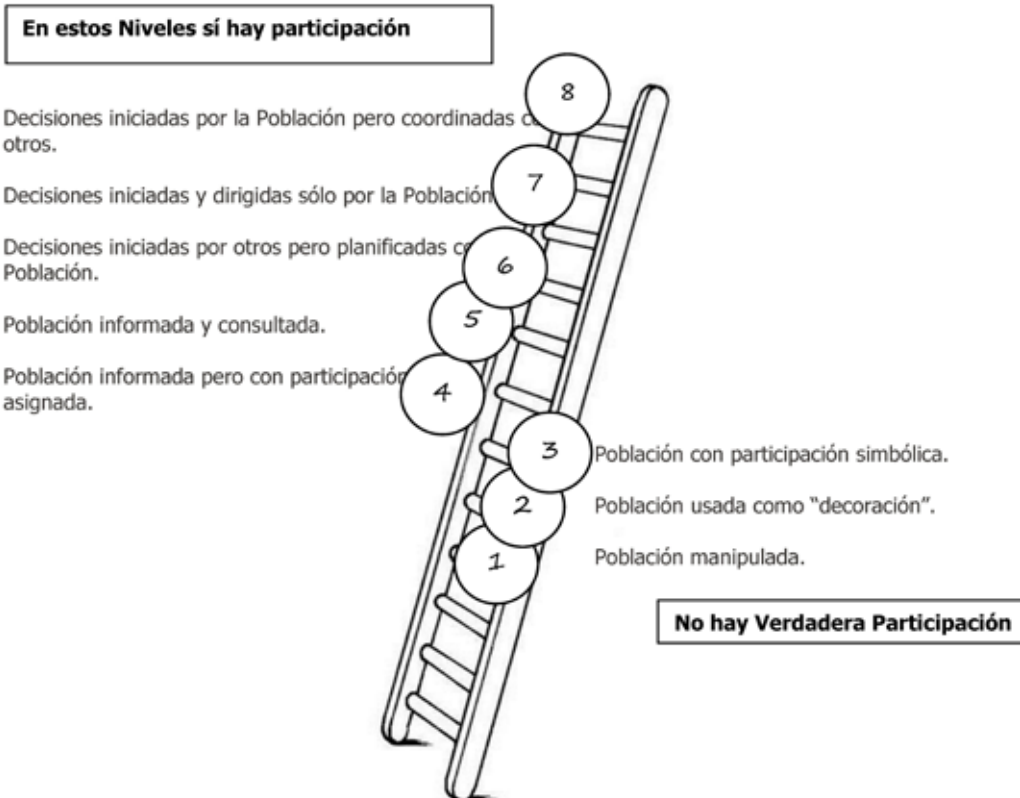 En estos Niveles sí hay participación
8
Decisiones iniciadas por la Población pero coordinadas
otros.
7
Decisiones iniciadas y dirigidas sólo por la Población
Decisiones iniciadas por otros pero planificadas
Población.
6
Población informada y consultada.
5
Población informada pero con participación
asignada.
4
3
Población con participación simbólica.
2
Población usada como “decoración”.
1
Población manipulada.
No hay Verdadera Participación